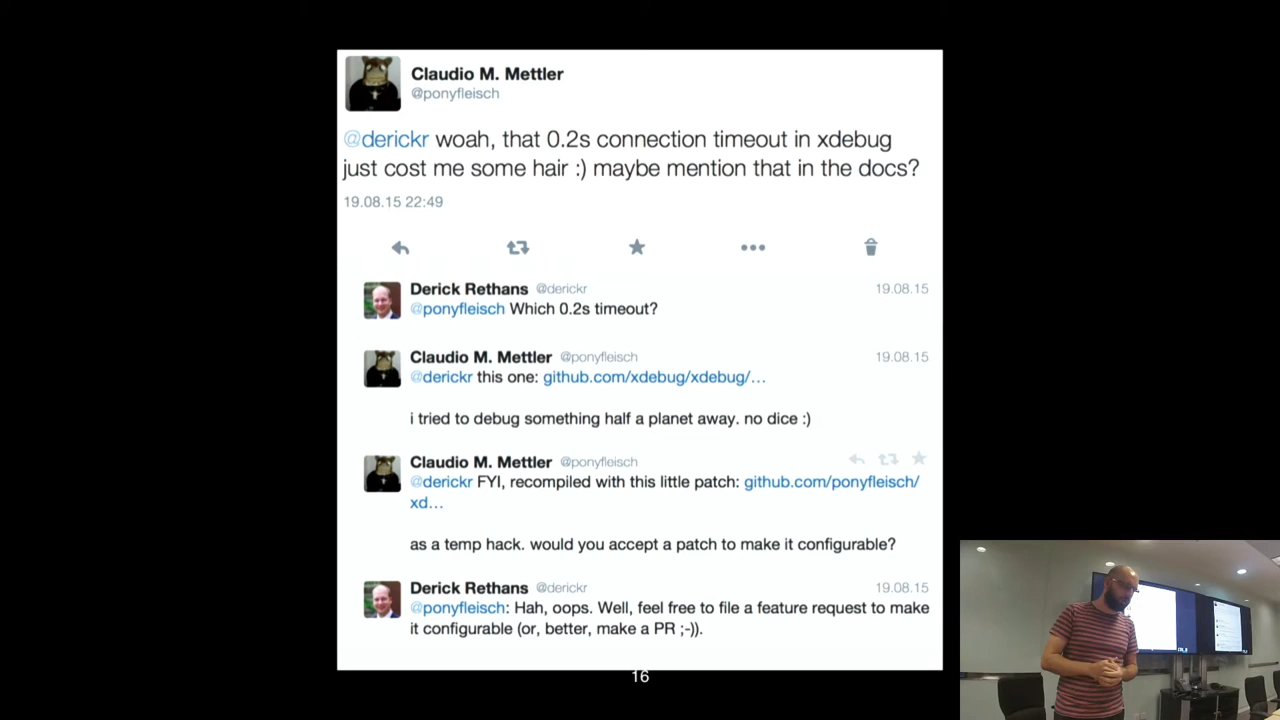 Claudio M. Mettler
@ponyfleisch
@derickr woah, that 0.2s connection timeout in xdebug
just cost me some hair :) maybe mention that in the docs?
19.08.15 22:49
Derick Rethans @derickr 19.08.15
@ponyfleisch Which 0.2s timeout?
Claudio M. Mettler @ponyfleisch 19.08.15
@derickr this one: github.com/xdebug/xdebug/…
i tried to debug something half a planet away. no dice :)
Claudio M. Mettler @ponyfleisch
@derickr FYI, recompiled with this little patch: github.com/ponyfleisch/
xd…
as a temp hack. would you accept a patch to make it configurable?
Derick Rethans @derickr 19.08.15
@ponyfleisch: Hah, oops. Well, feel free to file a feature request to make
it configurable (or, better, make a PR ;-)).
16